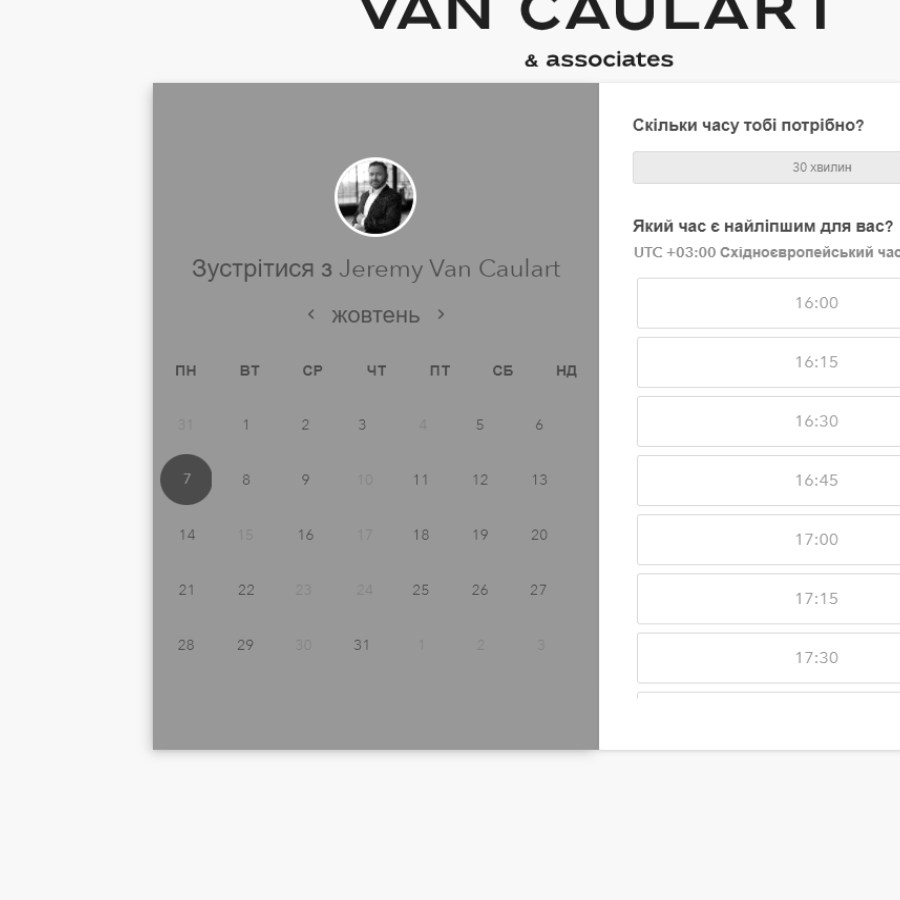 VAN CAULART
& associates
Зустрітися з Jeremy Van Caulart
жовтень
ПН ВТ СР ЧТ ПТ СБ НД
31 1 2 3 4 5 6
7 8 9 10 11 12 13
14 15 16 17 18 19 20
21 22 23 24 25 26 27
28 29 30 31 1 2 3
Скільки часу тобі потрібно?
30 хвилин
Який час є найліпшим для вас?
UTC +03:00 Східноєвропейський час
16:00
16:15
16:30
16:45
17:00
17:15
17:30